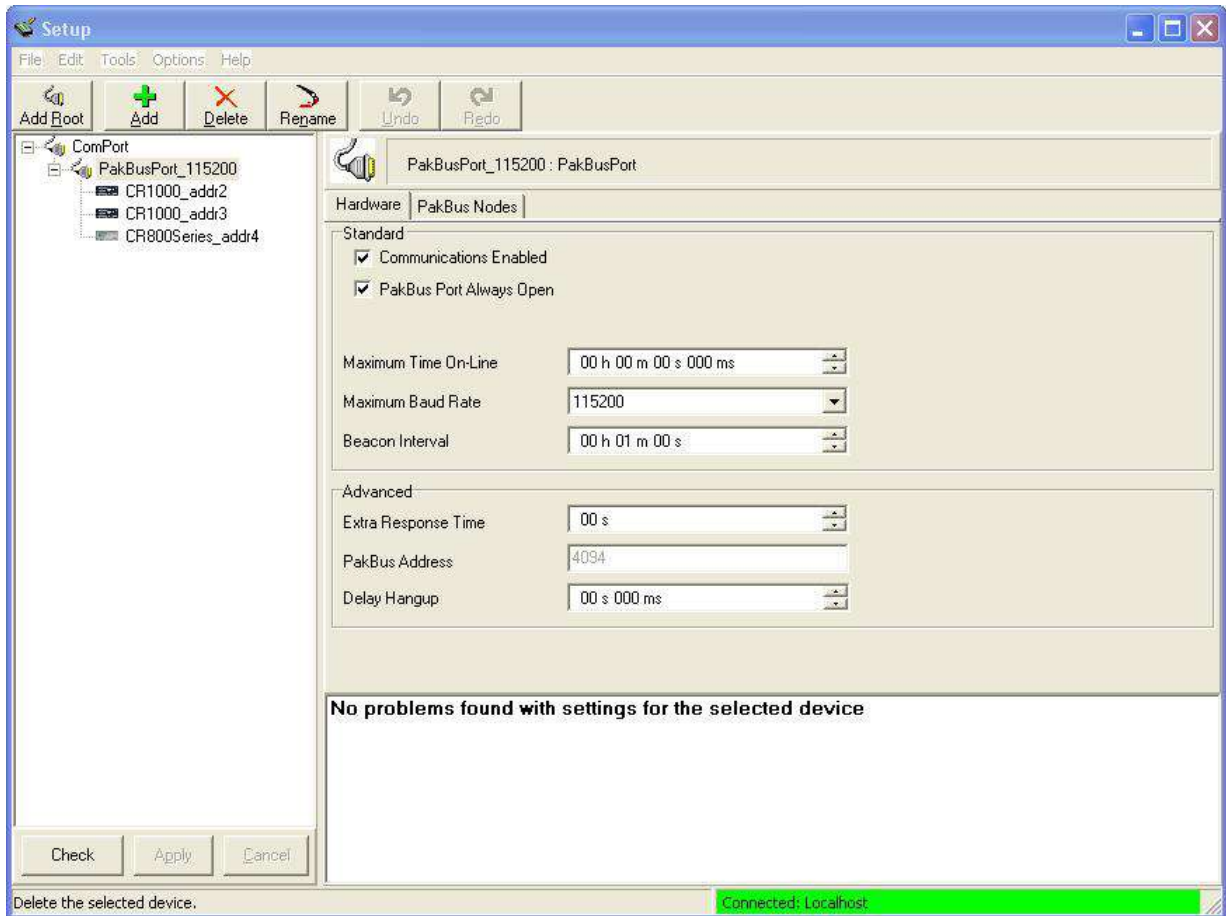 Setup
File Edit Tools Options Help
Add Root Add Delete Rename Undo Redo
ComPort
PakBusPort_115200
CR1000_addr2
CR1000_addr3
CR800Series_addr4
PakBusPort_115200 : PakBusPort
Hardware PakBus Nodes
Standard
Communications Enabled
PakBus Port Always Open
Maximum Time On-Line 00 h 00 m 00 s 000 ms
Maximum Baud Rate 115200
Beacon Interval 00 h 01 m 00 s
Advanced
Extra Response Time 00 s
PakBus Address 4094
Delay Hangup 00 s 000 ms
No problems found with settings for the selected device
Check Apply Cancel
Delete the selected device. Connected: Localhost